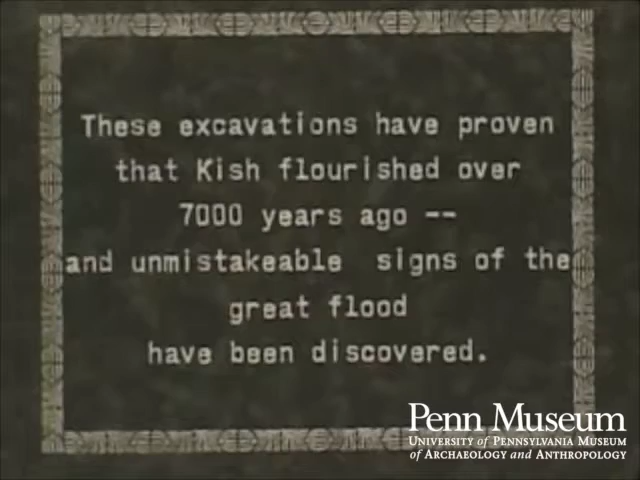 These excavations have proven
that Kish flourished over
7000 years ago --
and unmistakeable signs of the
great flood
have been discovered.
Penn Museum
UNIVERSITY of PENNSYLVANIA MUSEUM
of ARCHAEOLOGY and ANTHROPOLOGY